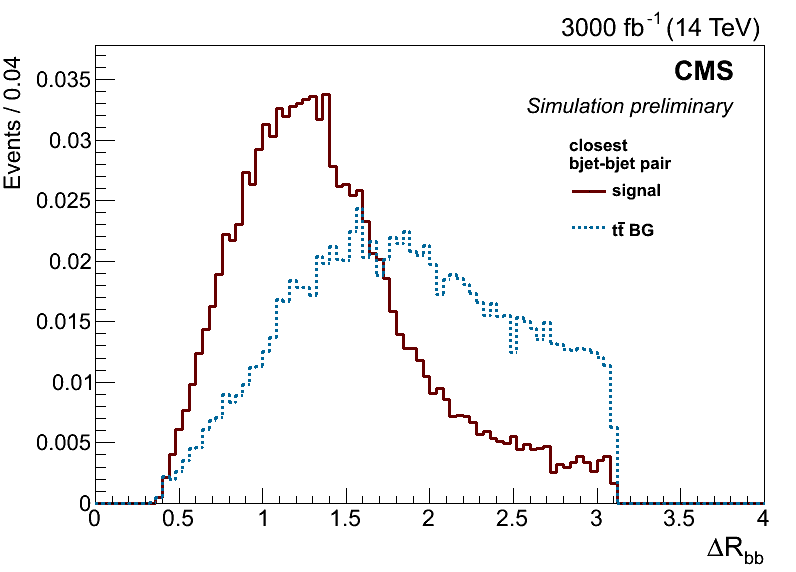 3000 fb⁻¹ (14 TeV)
Events / 0.04
CMS
Simulation preliminary
closest
bjet-bjet pair
signal
tt̄ BG
0.035
0.03
0.025
0.02
0.015
0.01
0.005
0
0 0.5 1 1.5 2 2.5 3 3.5 4
ΔR_bb